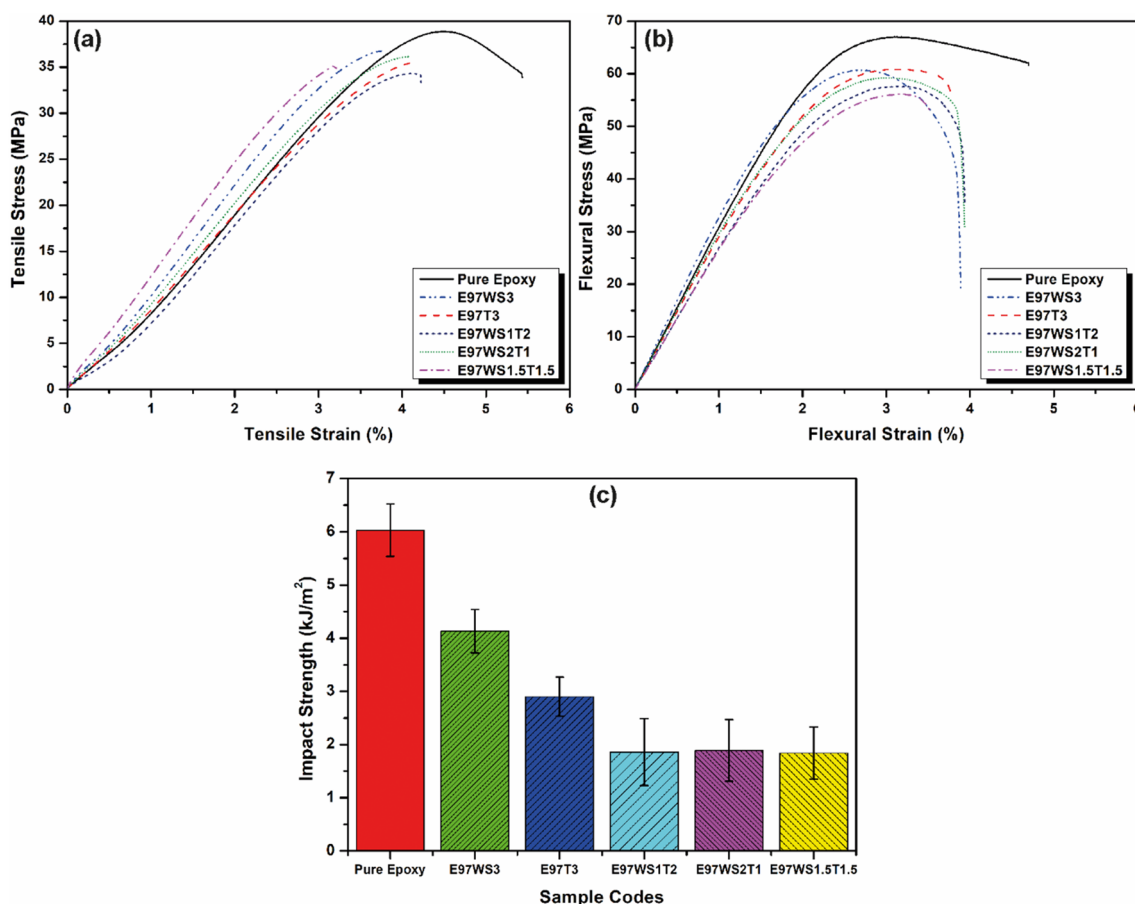 (a)
Tensile Stress (MPa)
40
35
30
25
20
15
10
5
0
0 1 2 3 4 5 6
Tensile Strain (%)
Pure Epoxy
E97WS3
E97T3
E97WS1T2
E97WS2T1
E97WS1.5T1.5
(b)
Flexural Stress (MPa)
70
60
50
40
30
20
10
0
0 1 2 3 4 5 6
Flexural Strain (%)
Pure Epoxy
E97WS3
E97T3
E97WS1T2
E97WS2T1
E97WS1.5T1.5
(c)
Impact Strength (kJ/m²)
7
6
5
4
3
2
1
0
Pure Epoxy E97WS3 E97T3 E97WS1T2 E97WS2T1 E97WS1.5T1.5
Sample Codes